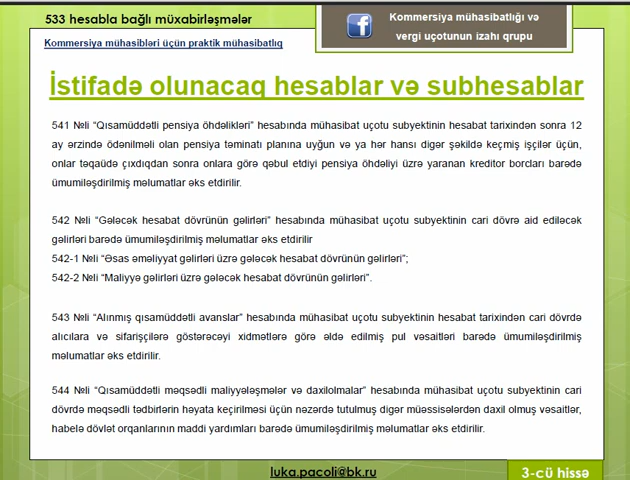 533 hesabla bağlı müxabirləşmələr
Kommersiya mühasibləri üçün praktik mühasibatlıq
Kommersiya mühasibatlığı və
vergi uçotunun izahı qrupu
İstifadə olunacaq hesablar və subhesablar
541 №li “Qısamüddətli pensiya öhdəlikləri” hesabında mühasibat uçotu subyektinin hesabat tarixindən sonra 12
ay ərzində ödənilməli olan pensiya təminatı planına uyğun və ya hər hansı digər şəkildə keçmiş işçilər üçün,
onlar təqaüdə çıxdıqdan sonra onlara görə qəbul etdiyi pensiya öhdəliyi üzrə yaranan kreditor borcları barədə
ümumiləşdirilmiş məlumatlar əks etdirilir.
542 №li “Gələcək hesabat dövrünün gəlirləri” hesabında mühasibat uçotu subyektinin cari dövrə aid ediləcək
gəlirləri barədə ümumiləşdirilmiş məlumatlar əks etdirilir
542-1 №li “Əsas əməliyyat gəlirləri üzrə gələcək hesabat dövrünün gəlirləri”;
542-2 №li “Maliyyə gəlirləri üzrə gələcək hesabat dövrünün gəlirləri”.
543 №li “Alınmış qısamüddətli avanslar” hesabında mühasibat uçotu subyektinin hesabat tarixindən cari dövrdə
alıcılara və sifarişçilərə göstərəcəyi xidmətlərə görə əldə edilmiş pul vəsaitləri barədə ümumiləşdirilmiş
məlumatlar əks etdirilir.
544 №li “Qısamüddətli məqsədli maliyyələşmələr və daxilolmalar” hesabında mühasibat uçotu subyektinin cari
dövrdə məqsədli tədbirlərin həyata keçirilməsi üçün nəzərdə tutulmuş digər müəssisələrdən daxil olmuş vəsaitlər,
habelə dövlət orqanlarının maddi yardımları barədə ümumiləşdirilmiş məlumatlar əks etdirilir.
luka.pacoli@bk.ru
3-cü hissə